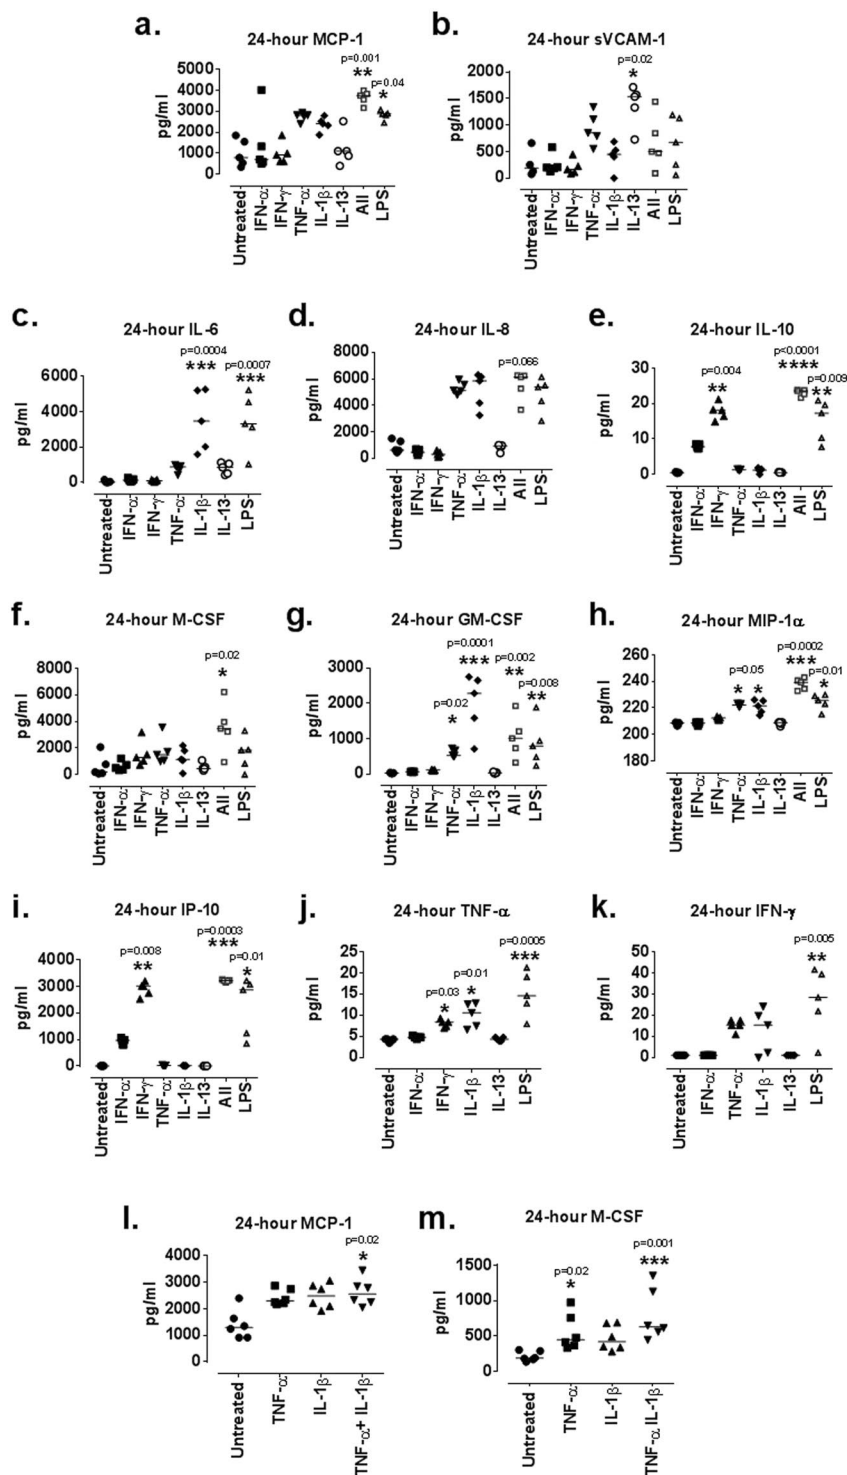 a.
24-hour MCP-1
p=0.001
**
p=0.04
*
pg/ml
5000
4000
3000
2000
1000
0
Untreated
IFN-α
IFN-γ
TNF-α
IL-1β
IL-13
All
LPS
b.
24-hour sVCAM-1
p=0.02
*
pg/ml
2000
1500
1000
500
0
Untreated
IFN-α
IFN-γ
TNF-α
IL-1β
IL-13
All
LPS
c.
24-hour IL-6
p=0.0004
***
p=0.0007
***
pg/ml
6000
4000
2000
0
Untreated
IFN-α
IFN-γ
TNF-α
IL-1β
IL-13
LPS
d.
24-hour IL-8
p=0.066
pg/ml
8000
6000
4000
2000
0
Untreated
IFN-α
IFN-γ
TNF-α
IL-1β
IL-13
All
LPS
e.
24-hour IL-10
p<0.0001
****
p=0.004
**
p=0.009
**
pg/ml
30
20
10
0
Untreated
IFN-α
IFN-γ
TNF-α
IL-1β
IL-13
All
LPS
f.
24-hour M-CSF
p=0.02
*
pg/ml
8000
6000
4000
2000
0
Untreated
IFN-α
IFN-γ
TNF-α
IL-1β
IL-13
All
LPS
g.
24-hour GM-CSF
p=0.0001
***
p=0.002
**
p=0.02
*
p=0.008
**
pg/ml
3000
2000
1000
0
Untreated
IFN-α
IFN-γ
TNF-α
IL-1β
IL-13
All
LPS
h.
24-hour MIP-1α
p=0.0002
***
p=0.05
* *
p=0.01
*
pg/ml
260
240
220
200
180
Untreated
IFN-α
IFN-γ
TNF-α
IL-1β
IL-13
All
LPS
i.
24-hour IP-10
p=0.0003
***
p=0.008
**
p=0.01
*
pg/ml
4000
3000
2000
1000
0
Untreated
IFN-α
IFN-γ
TNF-α
IL-1β
IL-13
All
LPS
j.
24-hour TNF-α
p=0.0005
***
p=0.01
*
p=0.03
*
pg/ml
25
20
15
10
5
0
Untreated
IFN-α
IFN-γ
IL-1β
IL-13
LPS
k.
24-hour IFN-γ
p=0.005
**
pg/ml
50
40
30
20
10
0
Untreated
IFN-α
TNF-α
IL-1β
IL-13
LPS
l.
24-hour MCP-1
p=0.02
*
pg/ml
4000
3000
2000
1000
0
Untreated
TNF-α
IL-1β
TNF-α+ IL-1β
m.
24-hour M-CSF
p=0.001
***
p=0.02
*
pg/ml
1500
1000
500
0
Untreated
TNF-α
IL-1β
TNF-α IL-1β